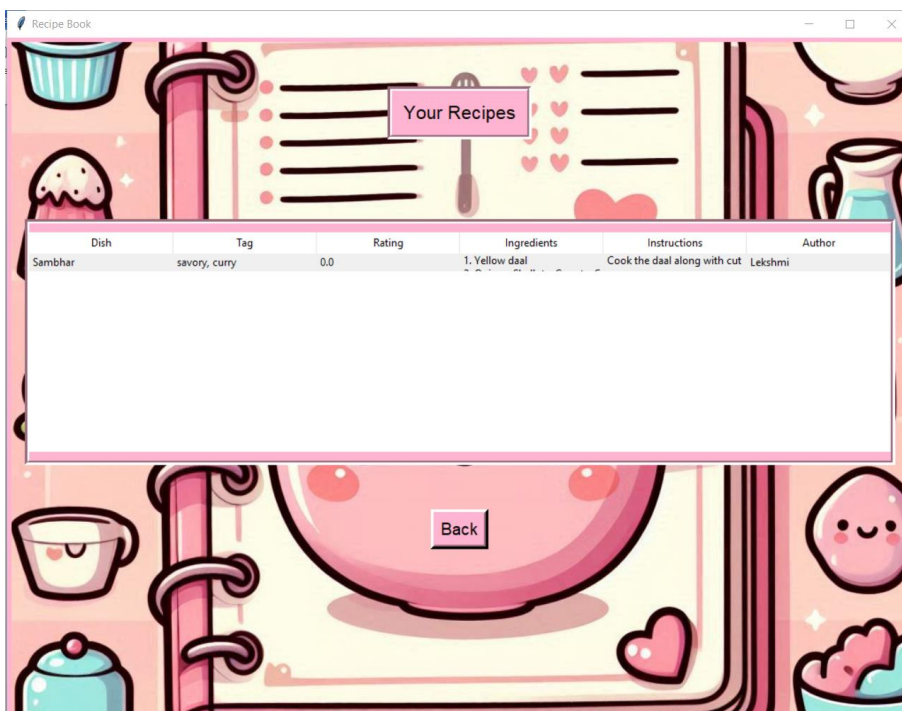 Recipe Book
Your Recipes
Dish Tag Rating Ingredients Instructions Author
Sambhar savory, curry 0.0 1. Yellow daal Cook the daal along with cut Lekshmi
Back